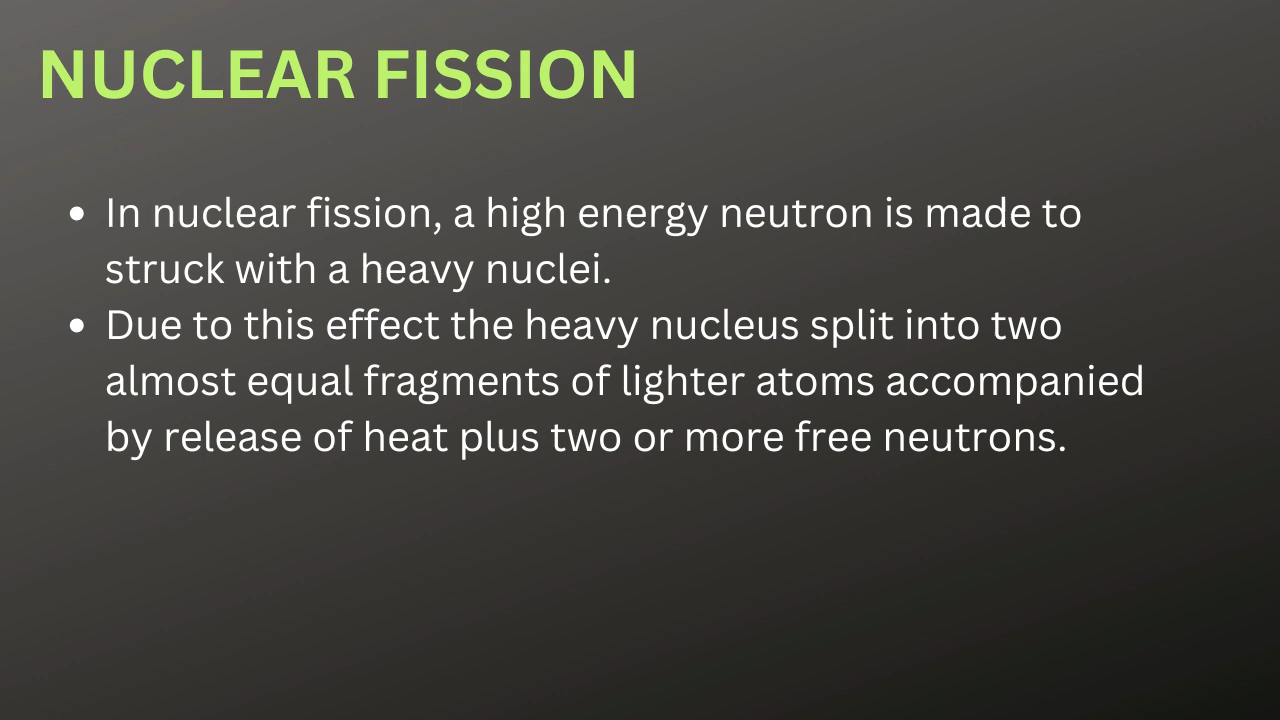 NUCLEAR FISSION
• In nuclear fission, a high energy neutron is made to
struck with a heavy nuclei.
• Due to this effect the heavy nucleus split into two
almost equal fragments of lighter atoms accompanied
by release of heat plus two or more free neutrons.